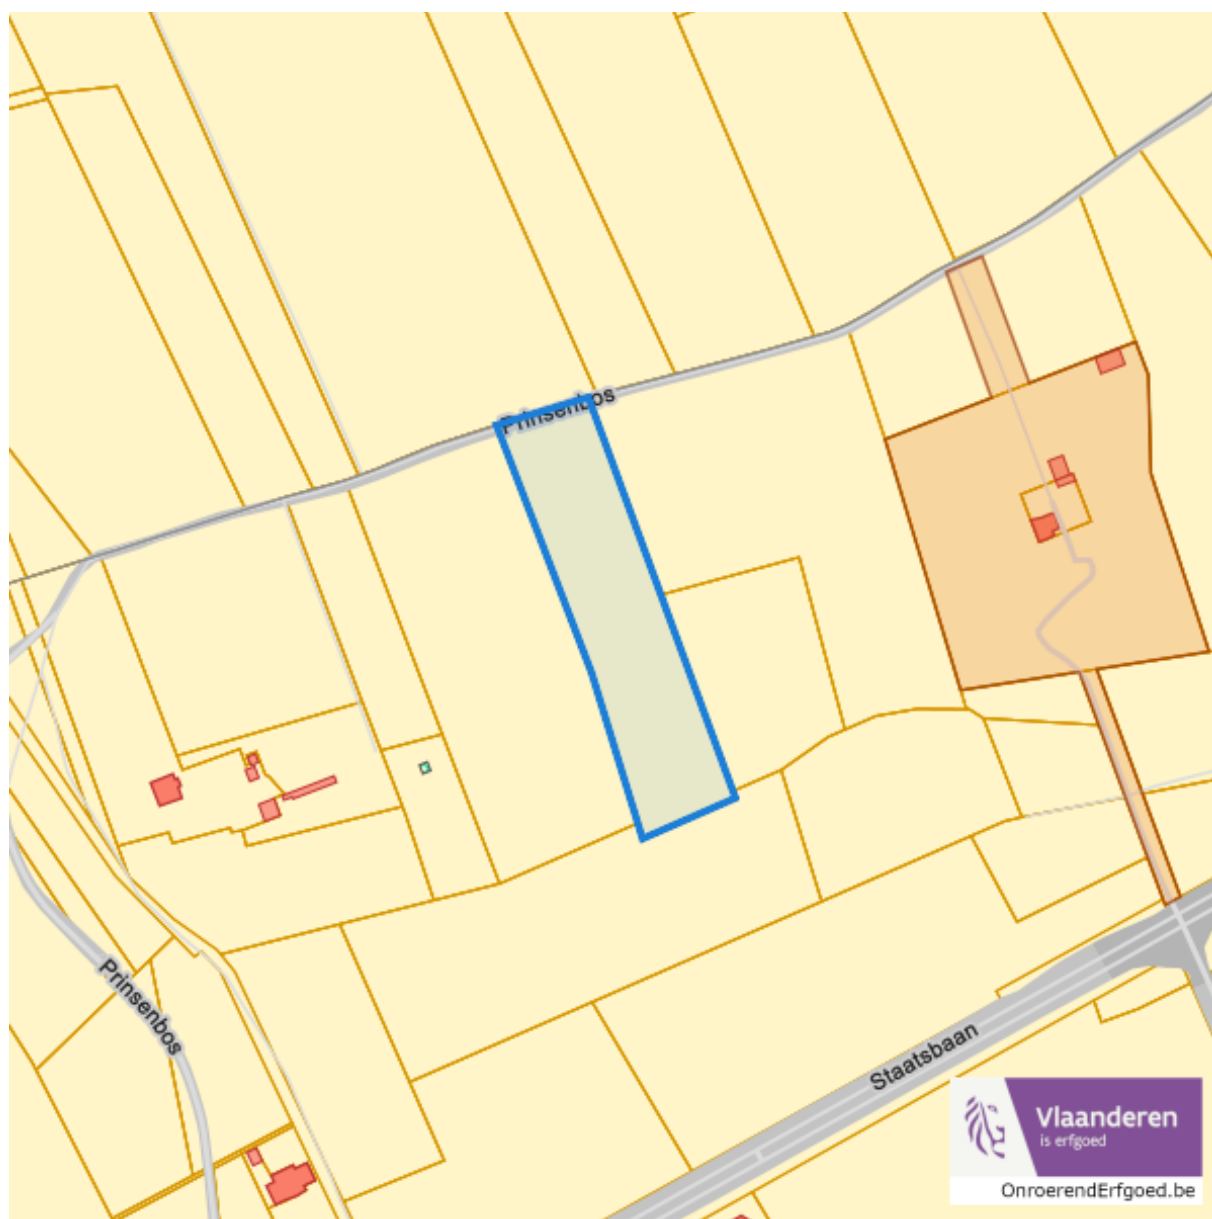 Prinsenbos
Prinsenbos
Staatsbaan
Vlaanderen
is erfgoed
OnroerendErfgoed.be